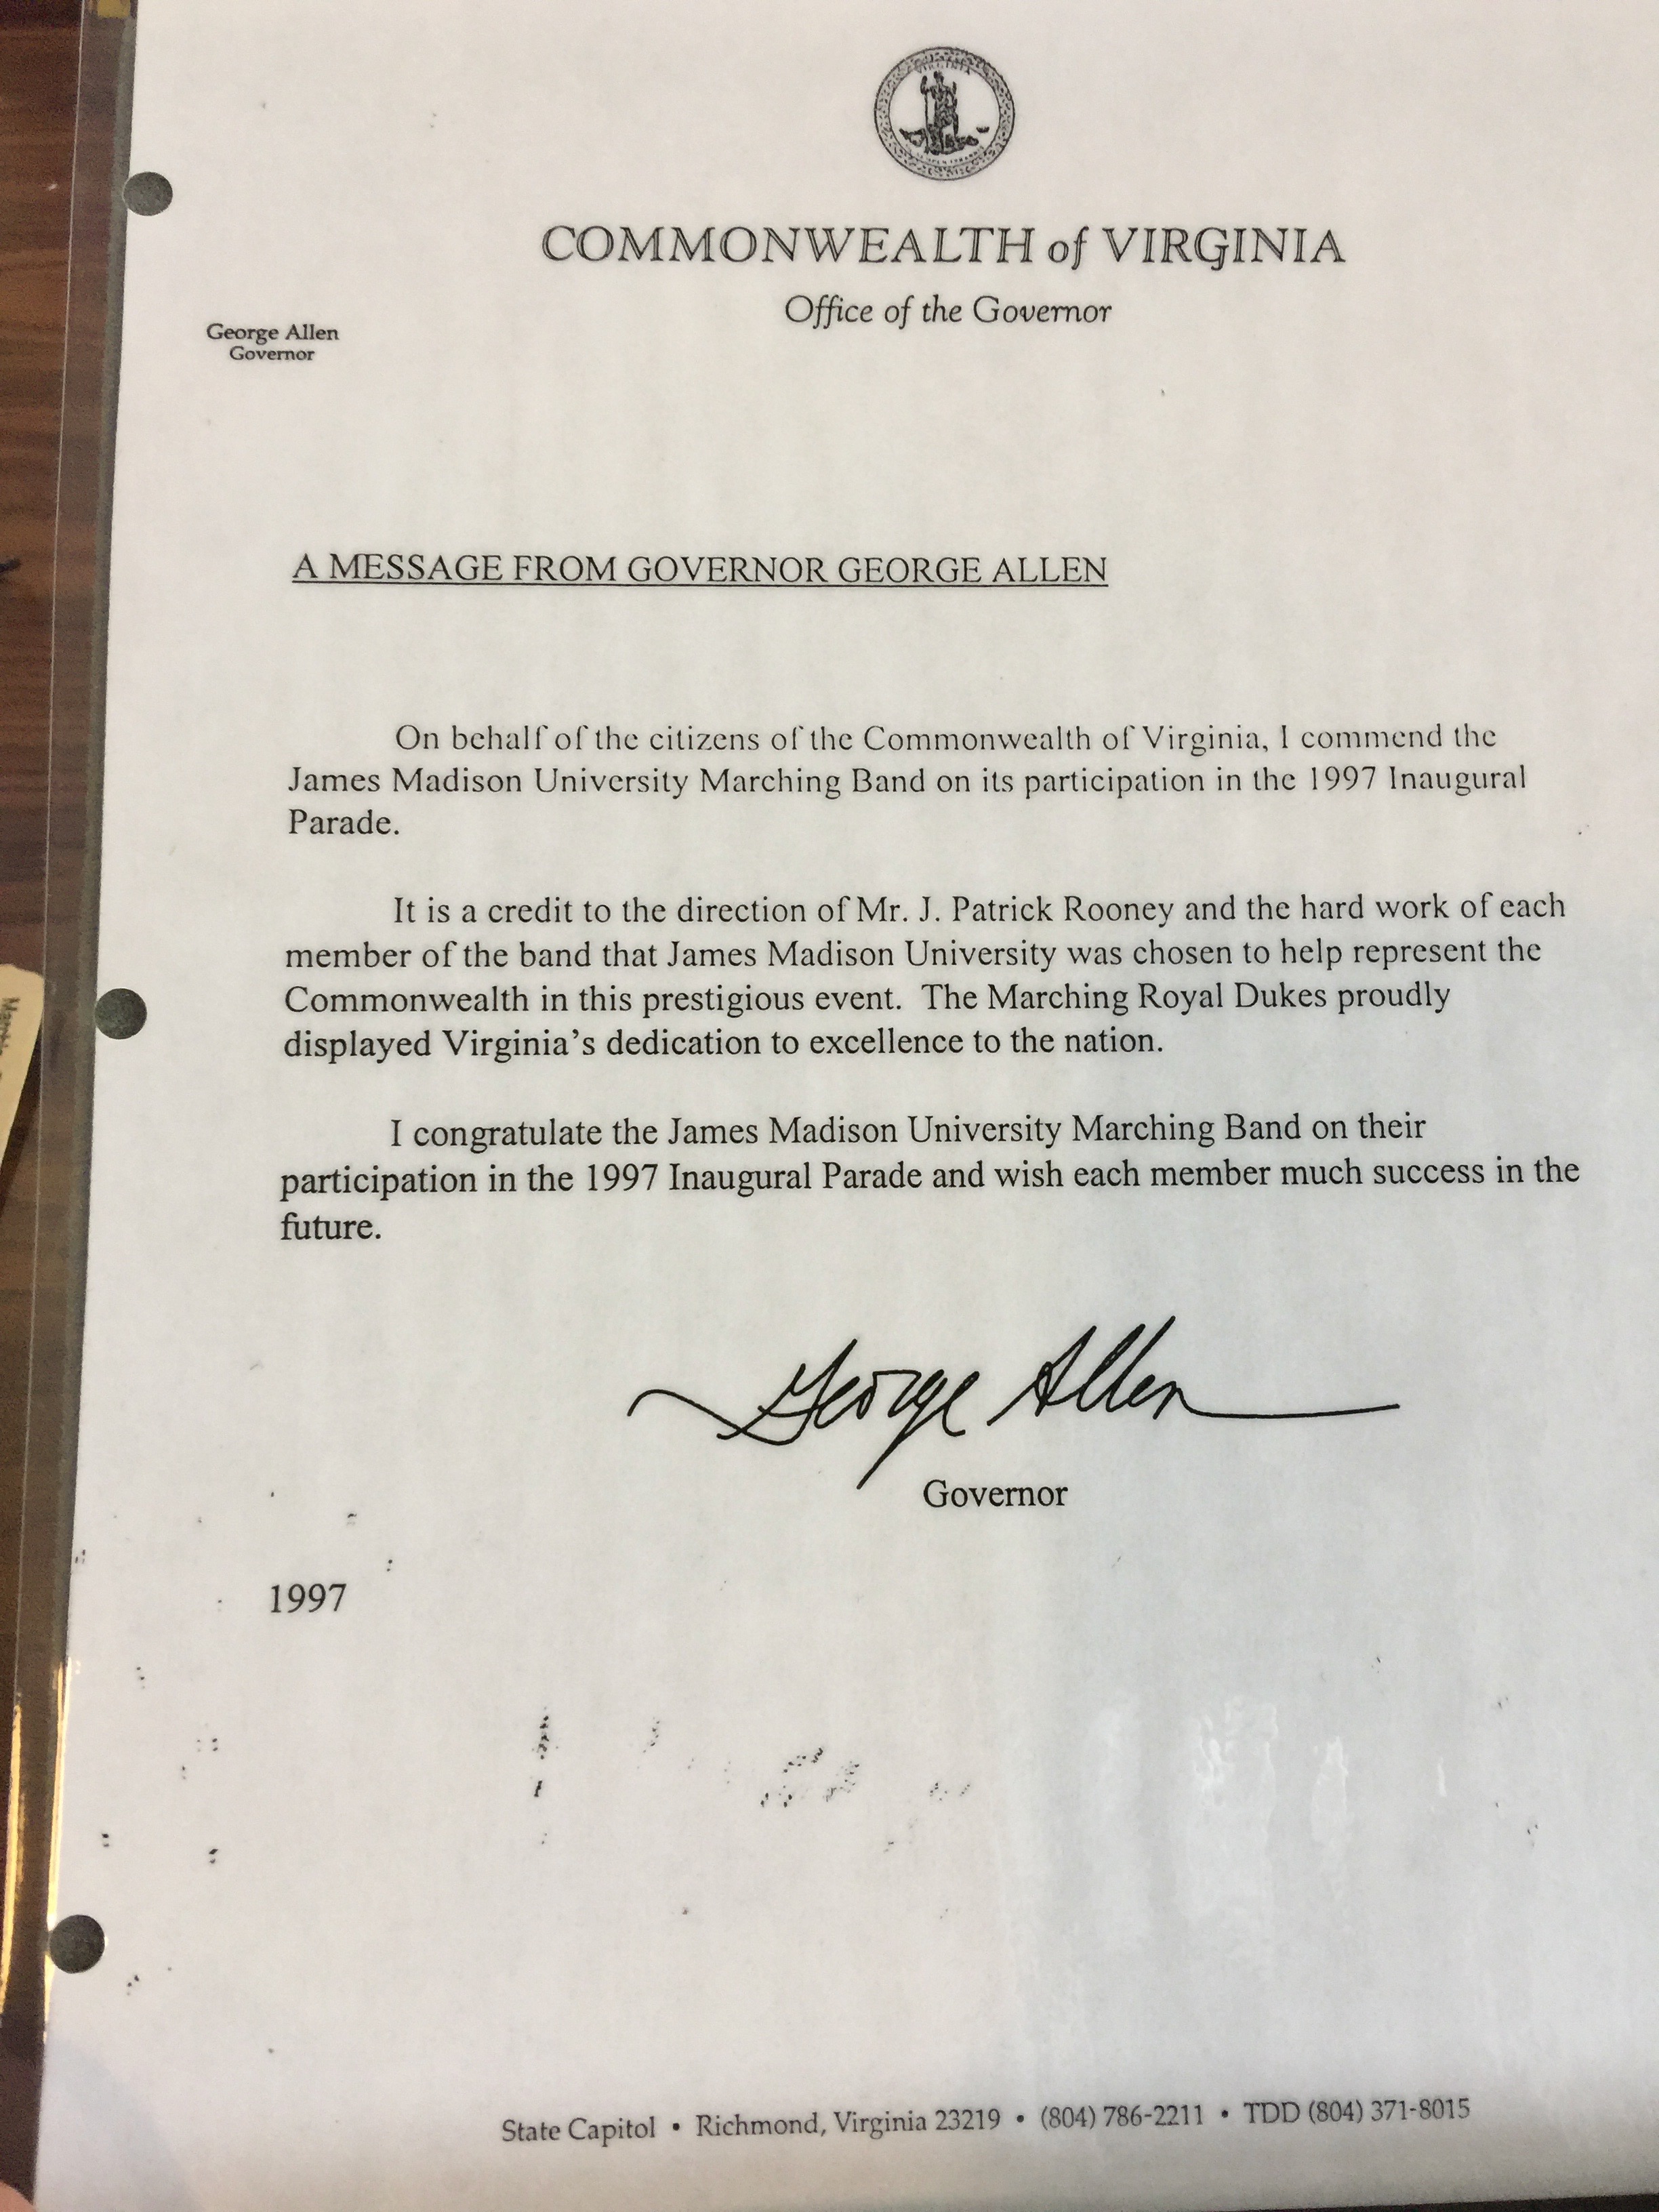 VIRGINIA
COMMONWEALTH of VIRGINIA
Office of the Governor
George Allen
Governor
A MESSAGE FROM GOVERNOR GEORGE ALLEN
On behalf of the citizens of the Commonwealth of Virginia, I commend the
James Madison University Marching Band on its participation in the 1997 Inaugural
Parade.
It is a credit to the direction of Mr. J. Patrick Rooney and the hard work of each
member of the band that James Madison University was chosen to help represent the
Commonwealth in this prestigious event.  The Marching Royal Dukes proudly
displayed Virginia’s dedication to excellence to the nation.
I congratulate the James Madison University Marching Band on their
participation in the 1997 Inaugural Parade and wish each member much success in the
future.
George Allen
Governor
1997
State Capitol • Richmond, Virginia 23219 • (804) 786-2211 • TDD (804) 371-8015